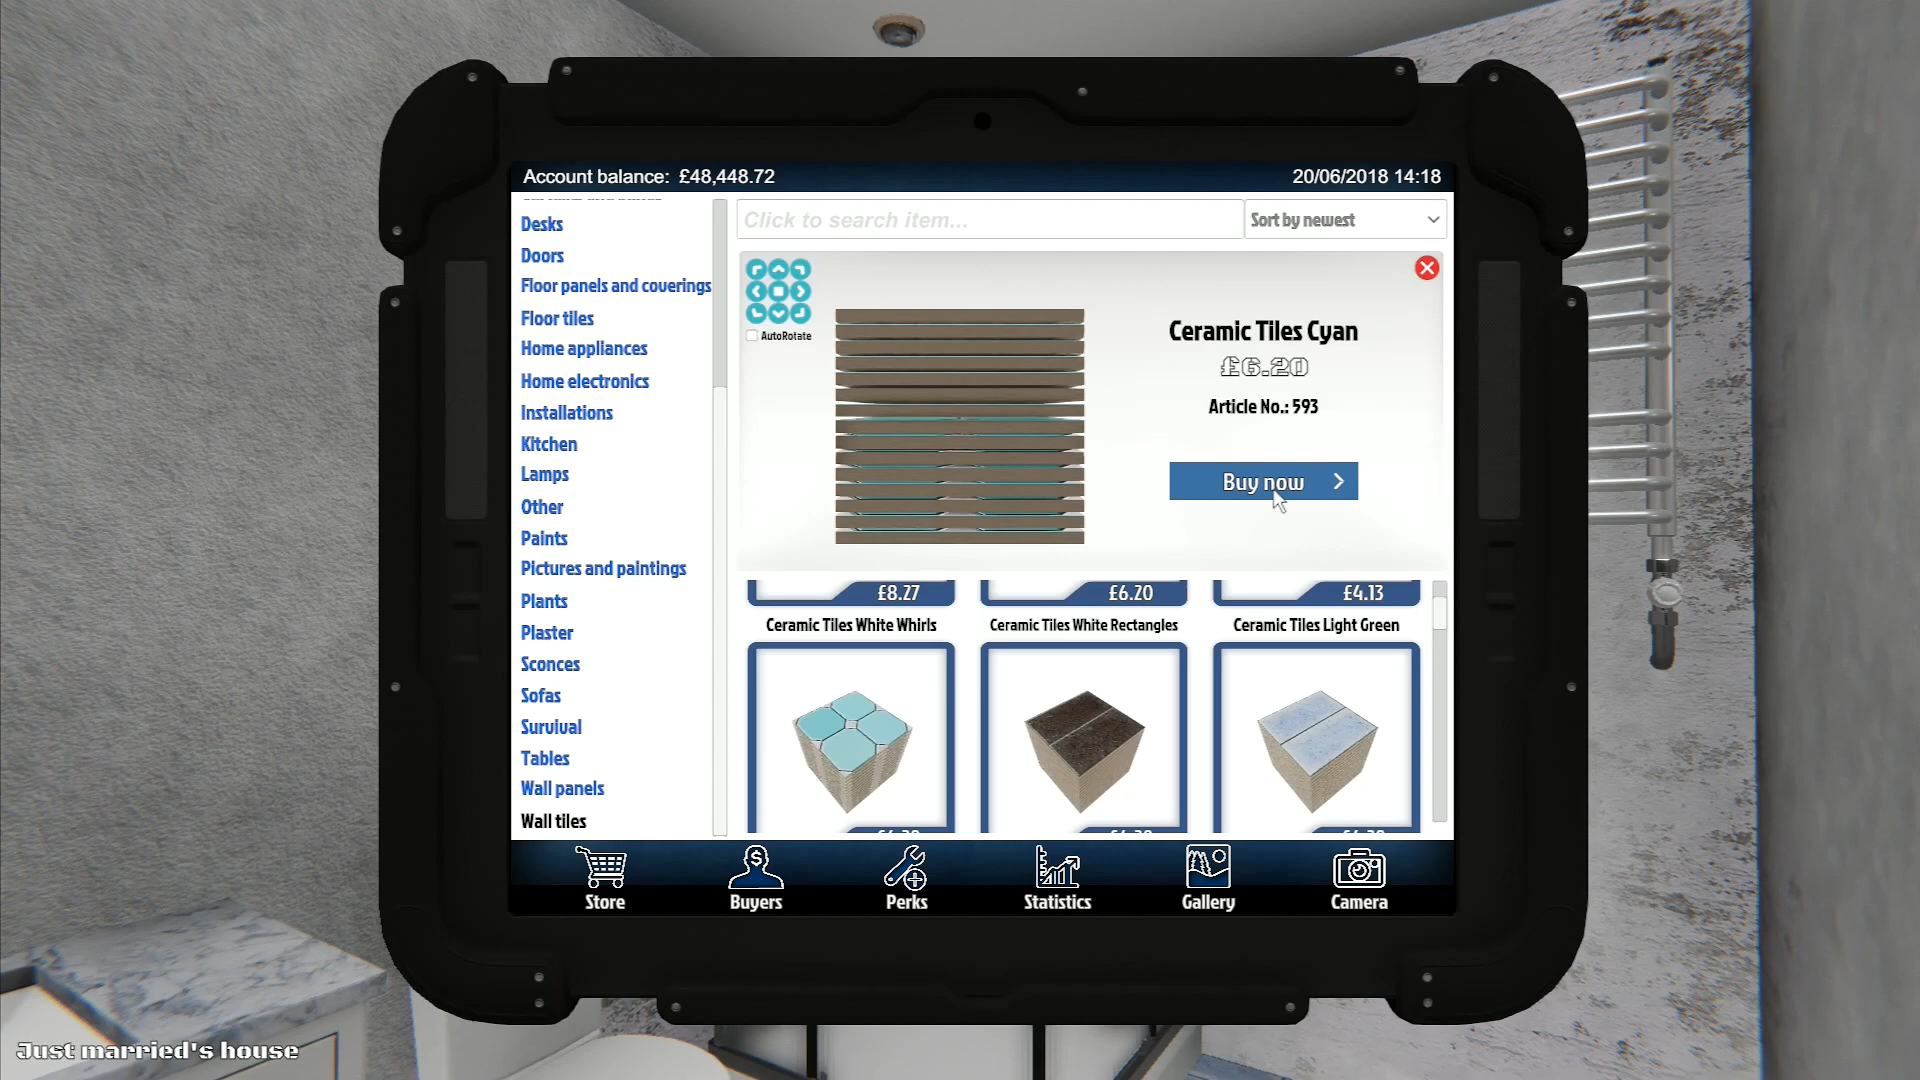 Account balance: £48,448.72
20/06/2018 14:18
Desks
Doors
Floor panels and coverings
Floor tiles
Home appliances
Home electronics
Installations
Kitchen
Lamps
Other
Paints
Pictures and paintings
Plants
Plaster
Sconces
Sofas
Survival
Tables
Wall panels
Wall tiles
Click to search item...
Sort by newest
AutoRotate
Ceramic Tiles Cyan
£6.20
Article No.: 593
Buy now
£8.27
£6.20
£4.13
Ceramic Tiles White Whirls
Ceramic Tiles White Rectangles
Ceramic Tiles Light Green
Store
Buyers
Perks
Statistics
Gallery
Camera
Just married's house